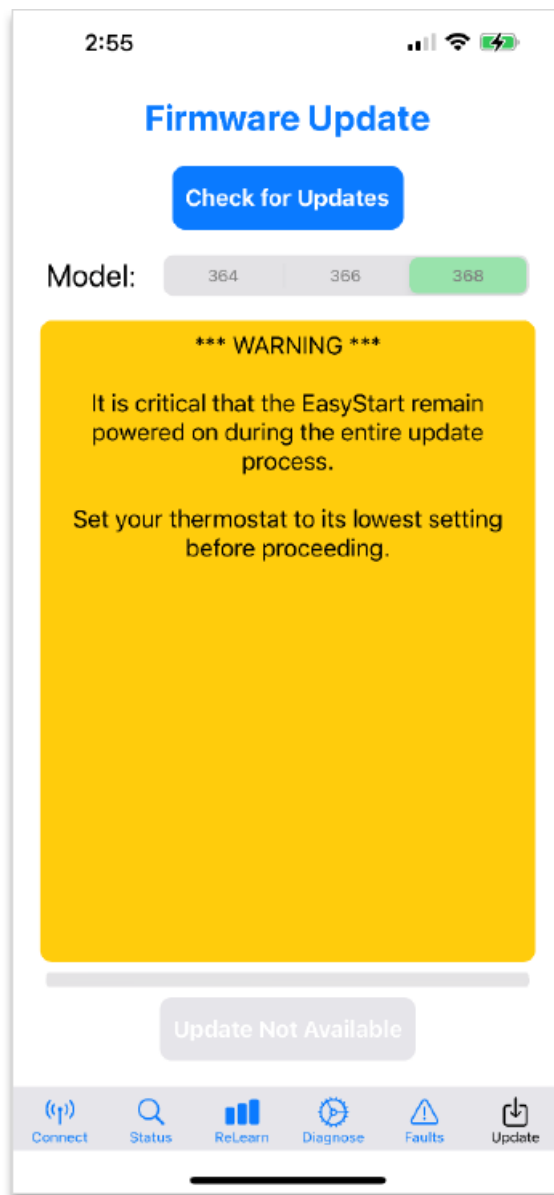 2:55
Firmware Update
Check for Updates
Model: 364 366 368
*** WARNING ***
It is critical that the EasyStart remain
powered on during the entire update
process.
Set your thermostat to its lowest setting
before proceeding.
Update Not Available
Connect Status ReLearn Diagnose Faults Update